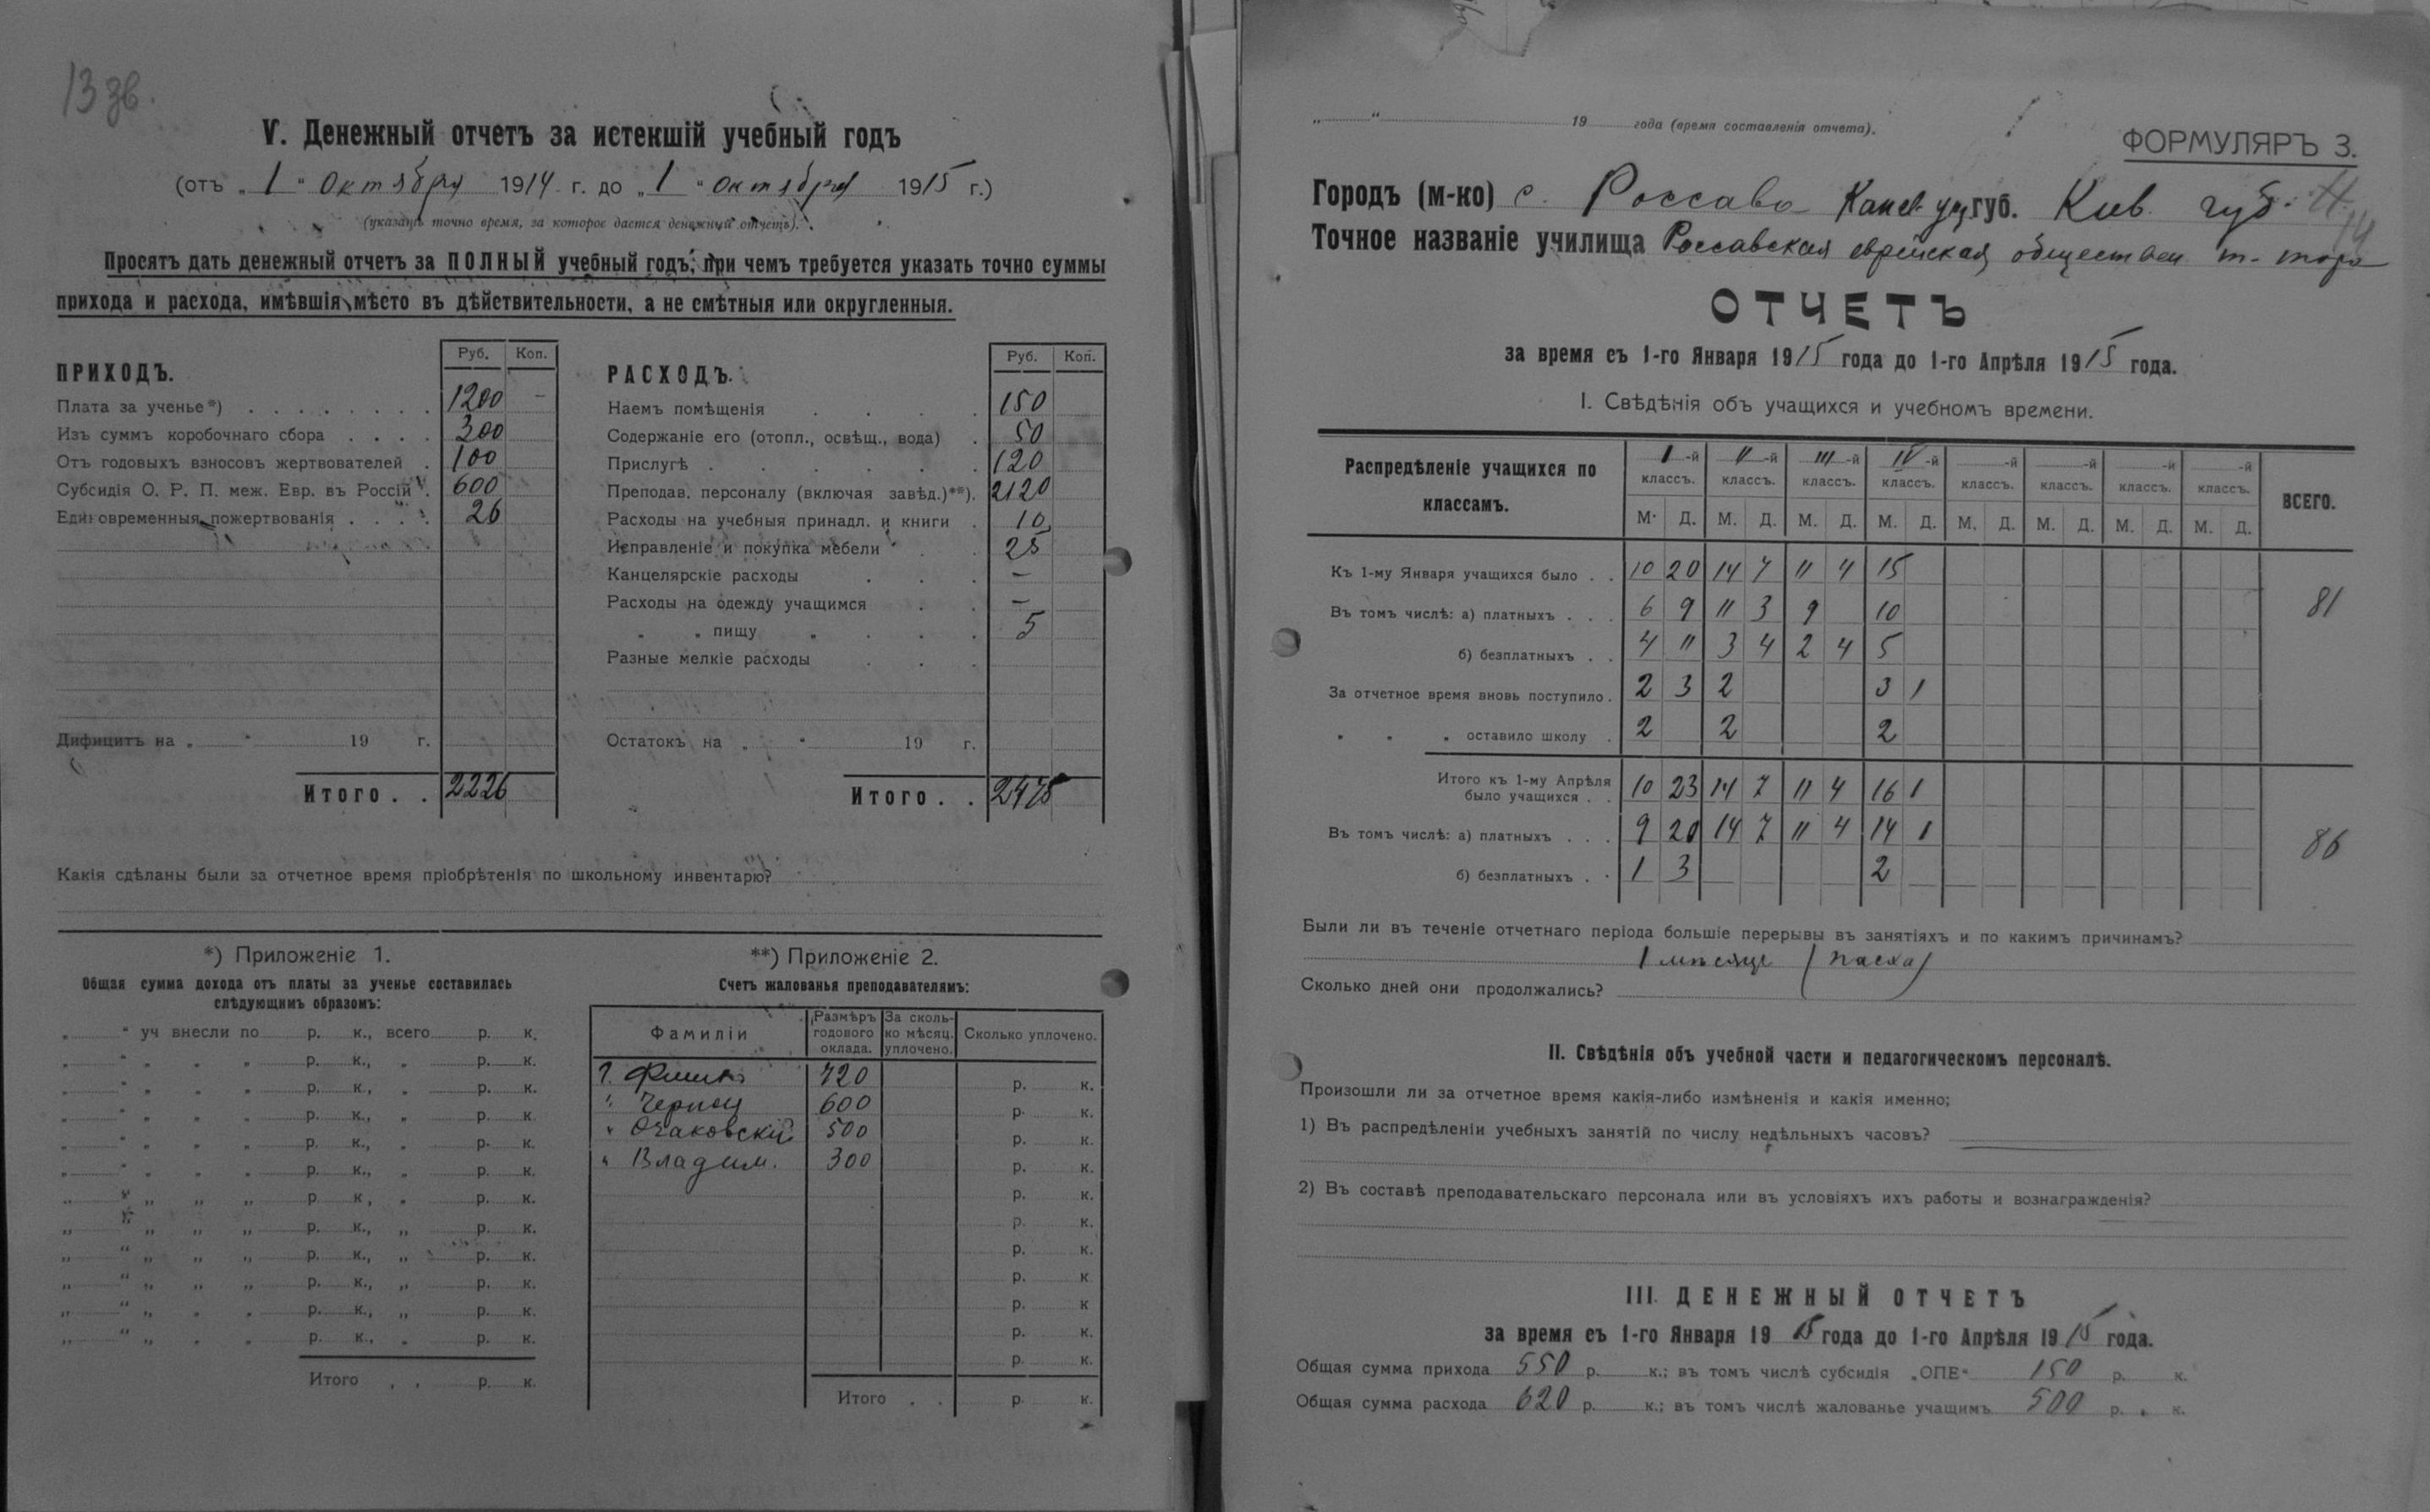 13 зв.
V. Денежный отчетъ за истекшій учебный годъ
(отъ „ 1 “ Октября 1914 г. до „ 1 “ октября 1915 г.)
(указать точно время, за которое дается денежный отчетъ).
Просятъ дать денежный отчетъ за ПОЛНЫЙ учебный годъ, при чемъ требуется указать точно суммы
прихода и расхода, имѣвшія мѣсто въ дѣйствительности, а не смѣтныя или округленныя.
ПРИХОДЪ. Руб. Коп.
Плата за ученье*) 1200 –
Изъ суммъ коробочнаго сбора 300
Отъ годовыхъ взносовъ жертвователей 100
Субсидія О. Р. П. меж. Евр. въ Россіи 600
Единовременныя пожертвованія 26
Дифицитъ на „ “ 19 г.
Итого . . 2226
РАСХОДЪ. Руб. Коп.
Наемъ помѣщенія 150
Содержаніе его (отопл., освѣщ., вода) 50
Прислугѣ 120
Преподав. персоналу (включая завѣд.)**). 2120
Расходы на учебныя принадл. и книги 10
Исправленіе и покупка мебели 25
Канцелярскіе расходы –
Расходы на одежду учащимся –
„ „ пищу „ 5
Разные мелкіе расходы
Остатокъ на „ “ 19 г.
Итого . . 2475
Какія сдѣланы были за отчетное время пріобрѣтенія по школьному инвентарю?
*) Приложеніе 1.
Общая сумма дохода отъ платы за ученье составилась
слѣдующимъ образомъ:
„ “ уч внесли по р. к., всего р. к.
„ “ „ „ „ р. к., „ р. к.
„ “ „ „ „ р. к., „ р. к.
„ “ „ „ „ р. к., „ р. к.
„ “ „ „ „ р. к., „ р. к.
„ “ „ „ „ р. к., „ р. к.
„ “ „ „ „ р. к., „ р. к.
„ “ „ „ „ р. к., „ р. к.
„ “ „ „ „ р. к., „ р. к.
„ “ „ „ „ р. к., „ р. к.
„ “ „ „ „ р. к., „ р. к.
„ “ „ „ „ р. к., „ р. к.
Итого . . р. к.
**) Приложеніе 2.
Счетъ жалованья преподавателямъ:
Фамиліи Размѣръ годового оклада. За сколько мѣсяц. уплочено. Сколько уплочено.
720 р. к.
„ Черной 600 р. к.
„ Очаковскій 500 р. к.
„ Владим. 300 р. к.
р. к.
р. к.
р. к.
р. к.
р. к
р. к.
р. к.
Итого . . р. к.
„ “ 19 года (время составленія отчета).
ФОРМУЛЯРЪ 3.
14
Городъ (м-ко) с. Россава Канев. уѣз. губ. Киев. губ.
Точное названіе училища Россавская еврейская обществен т-тора
ОТЧЕТЪ
за время съ 1-го Января 1915 года до 1-го Апрѣля 1915 года.
I. Свѣдѣнія объ учащихся и учебномъ времени.
Распредѣленіе учащихся по классамъ. I -й классъ. II -й классъ. III -й классъ. IV -й классъ. -й классъ. -й классъ. -й классъ. -й классъ. ВСЕГО.
М. Д. М. Д. М. Д. М. Д. М. Д. М. Д. М. Д. М. Д.
Къ 1-му Января учащихся было . . 10 20 14 7 11 4 15 81
Въ томъ числѣ: а) платныхъ . . . 6 9 11 3 9 10
б) безплатныхъ . . 4 11 3 4 2 4 5
За отчетное время вновь поступило . 2 3 2 3 1
„ „ „ оставило школу . 2 2 2
Итого къ 1-му Апрѣля
было учащихся . . 10 23 14 7 11 4 16 1 86
Въ томъ числѣ: а) платныхъ . . . 9 20 14 7 11 4 14 1
б) безплатныхъ . . 1 3 2
Были ли въ теченіе отчетнаго періода большіе перерывы въ занятіяхъ и по какимъ причинамъ?
1 мѣсяце (пасха)
Сколько дней они продолжались?
II. Свѣдѣнія объ учебной части и педагогическомъ персоналѣ.
Произошли ли за отчетное время какія-либо измѣненія и какія именно;
1) Въ распредѣленіи учебныхъ занятій по числу недѣльныхъ часовъ?
2) Въ составѣ преподавательскаго персонала или въ условіяхъ ихъ работы и вознагражденія?
III. ДЕНЕЖНЫЙ ОТЧЕТЪ
за время съ 1-го Января 1915 года до 1-го Апрѣля 1915 года.
Общая сумма прихода 550 р. к.; въ томъ числѣ субсидія „ОПЕ“ 150 р. к.
Общая сумма расхода 620 р. к.; въ томъ числѣ жалованье учащимъ 500 р. к.